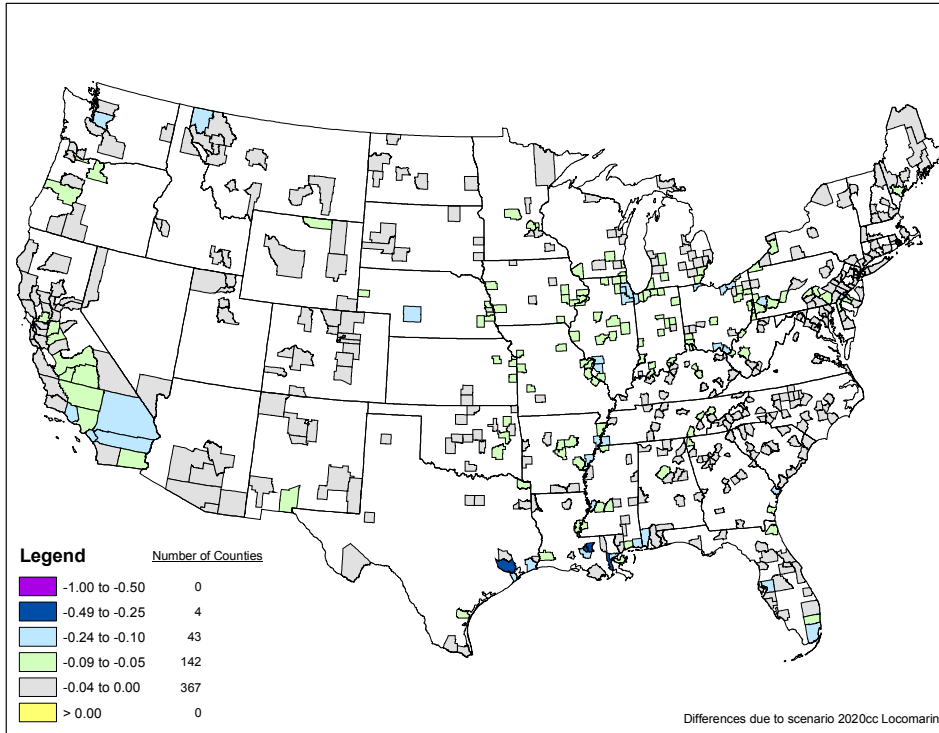 Legend Number of Counties
-1.00 to -0.50 0
-0.49 to -0.25 4
-0.24 to -0.10 43
-0.09 to -0.05 142
-0.04 to 0.00 367
> 0.00 0
Differences due to scenario 2020cc Locomarin